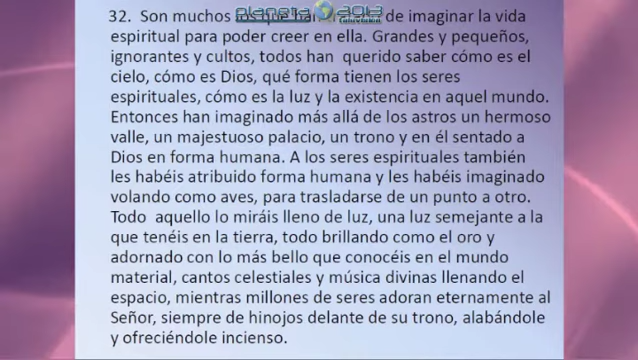 planeta 2013
televisión
32. Son muchos los que han tratado de imaginar la vida
espiritual para poder creer en ella. Grandes y pequeños,
ignorantes y cultos, todos han querido saber cómo es el
cielo, cómo es Dios, qué forma tienen los seres
espirituales, cómo es la luz y la existencia en aquel mundo.
Entonces han imaginado más allá de los astros un hermoso
valle, un majestuoso palacio, un trono y en él sentado a
Dios en forma humana. A los seres espirituales también
les habéis atribuido forma humana y les habéis imaginado
volando como aves, para trasladarse de un punto a otro.
Todo aquello lo miráis lleno de luz, una luz semejante a la
que tenéis en la tierra, todo brillando como el oro y
adornado con lo más bello que conocéis en el mundo
material, cantos celestiales y música divinas llenando el
espacio, mientras millones de seres adoran eternamente al
Señor, siempre de hinojos delante de su trono, alabándole
y ofreciéndole incienso.